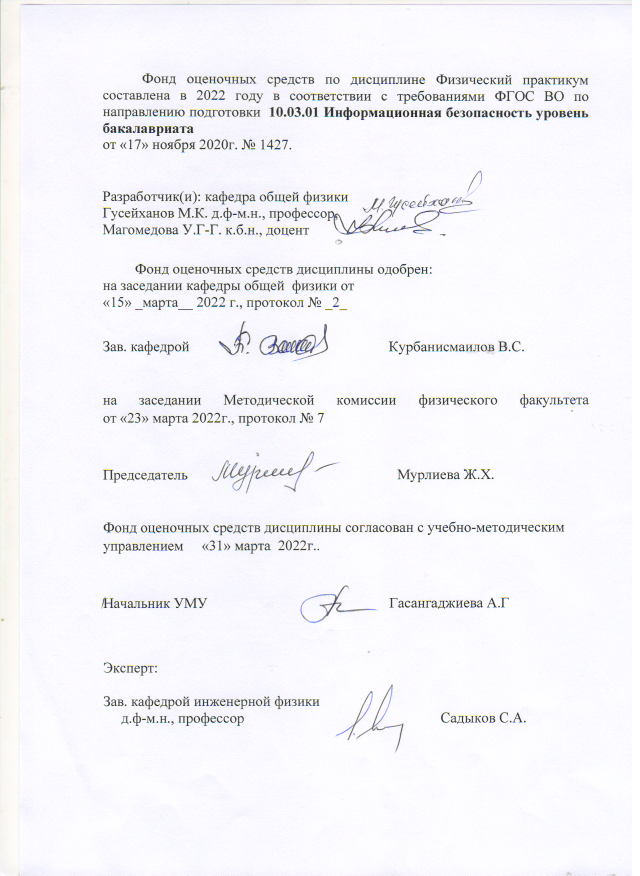 Фонд оценочных средств по дисциплине Физический практикум
составлена в 2022 году в соответствии с требованиями ФГОС ВО по
направлению подготовки 10.03.01 Информационная безопасность уровень
бакалавриата
от «17» ноября 2020г. № 1427.
Разработчик(и): кафедра общей физики
М.Гусейханов
Гусейханов М.К. д.ф-м.н., профессор,
Магомедова У.Г-Г. к.б.н., доцент
Фонд оценочных средств дисциплины одобрен:
на заседании кафедры общей физики от
«15» _марта__ 2022 г., протокол № _2_
Зав. кафедрой Курбанисмаилов В.С.
на заседании Методической комиссии физического факультета
от «23» марта 2022г., протокол № 7
Председатель Мурлиева Ж.Х.
Фонд оценочных средств дисциплины согласован с учебно-методическим
управлением «31» марта 2022г..
Начальник УМУ Гасангаджиева А.Г
Эксперт:
Зав. кафедрой инженерной физики
д.ф-м.н., профессор Садыков С.А.